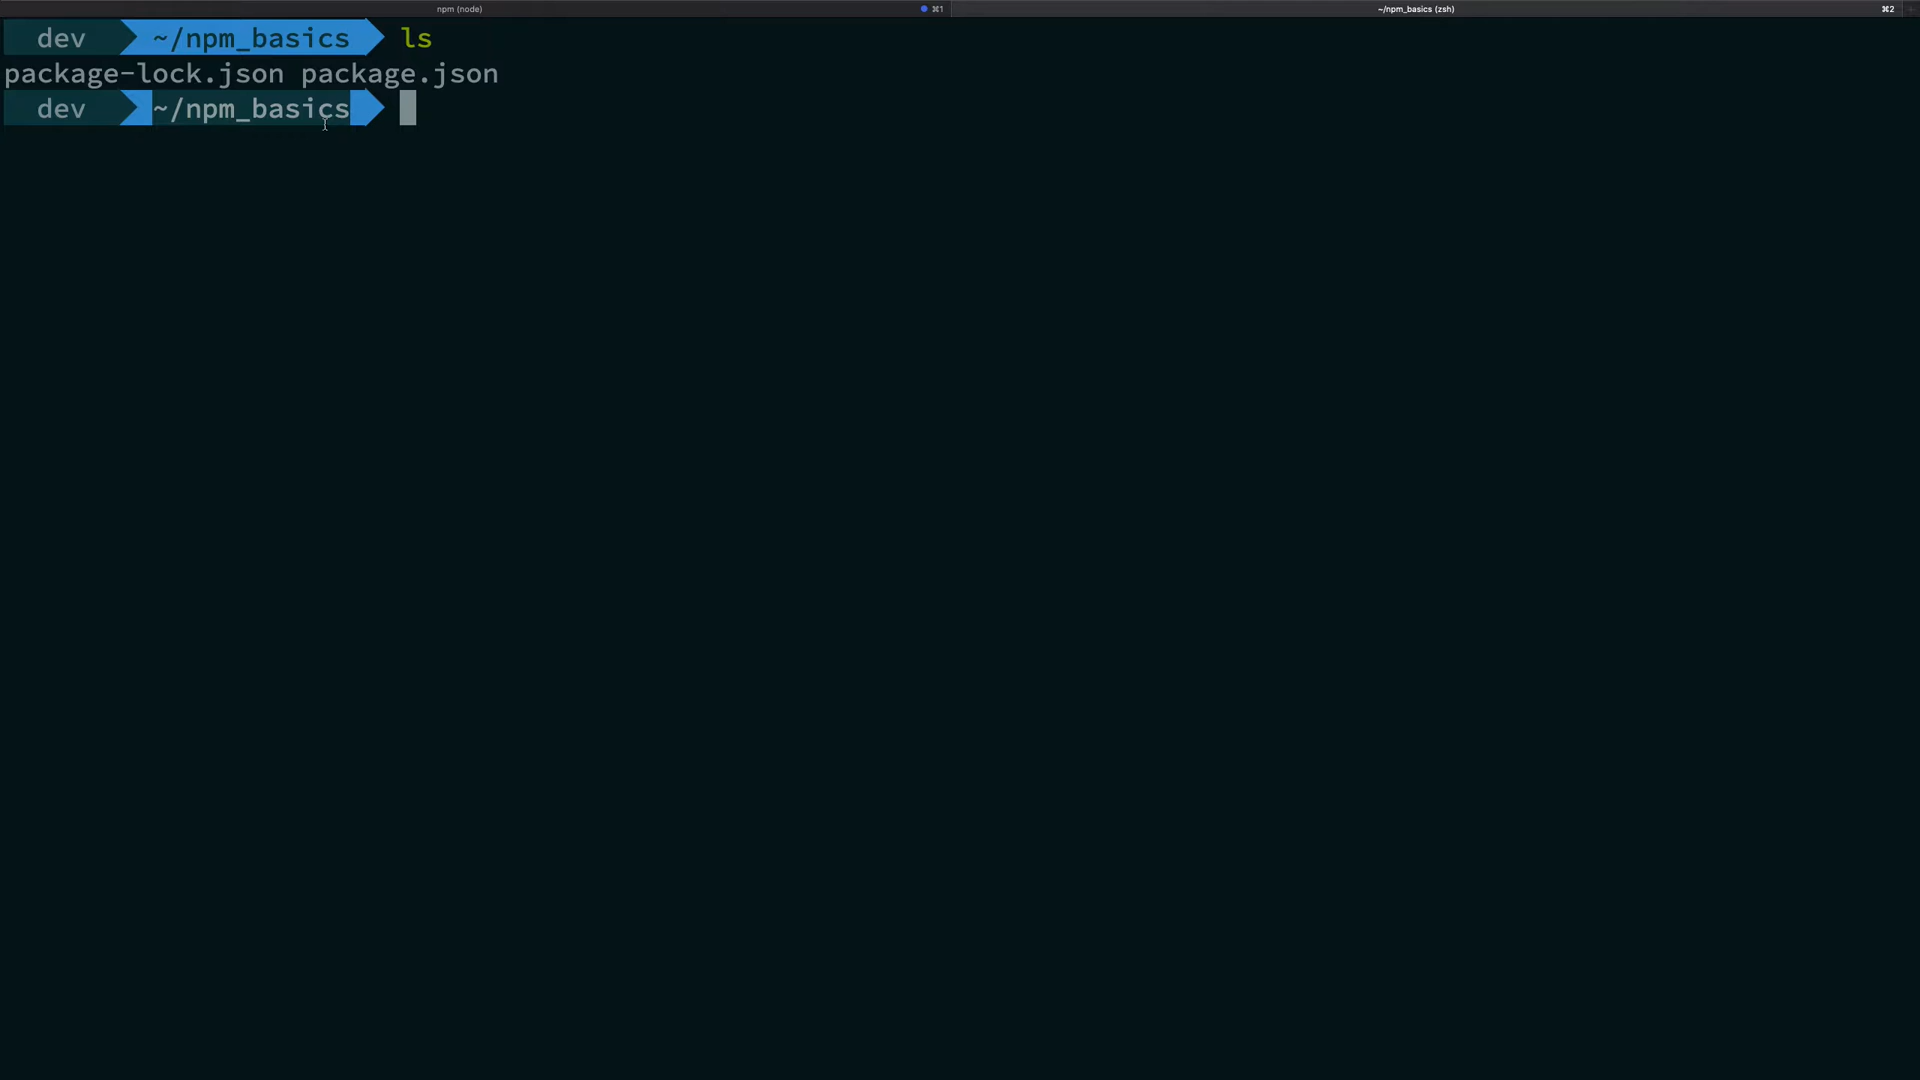 npm (node) ⌘1 ~/npm_basics (zsh) ⌘2 +
dev ~/npm_basics ls
package-lock.json package.json
dev ~/npm_basics